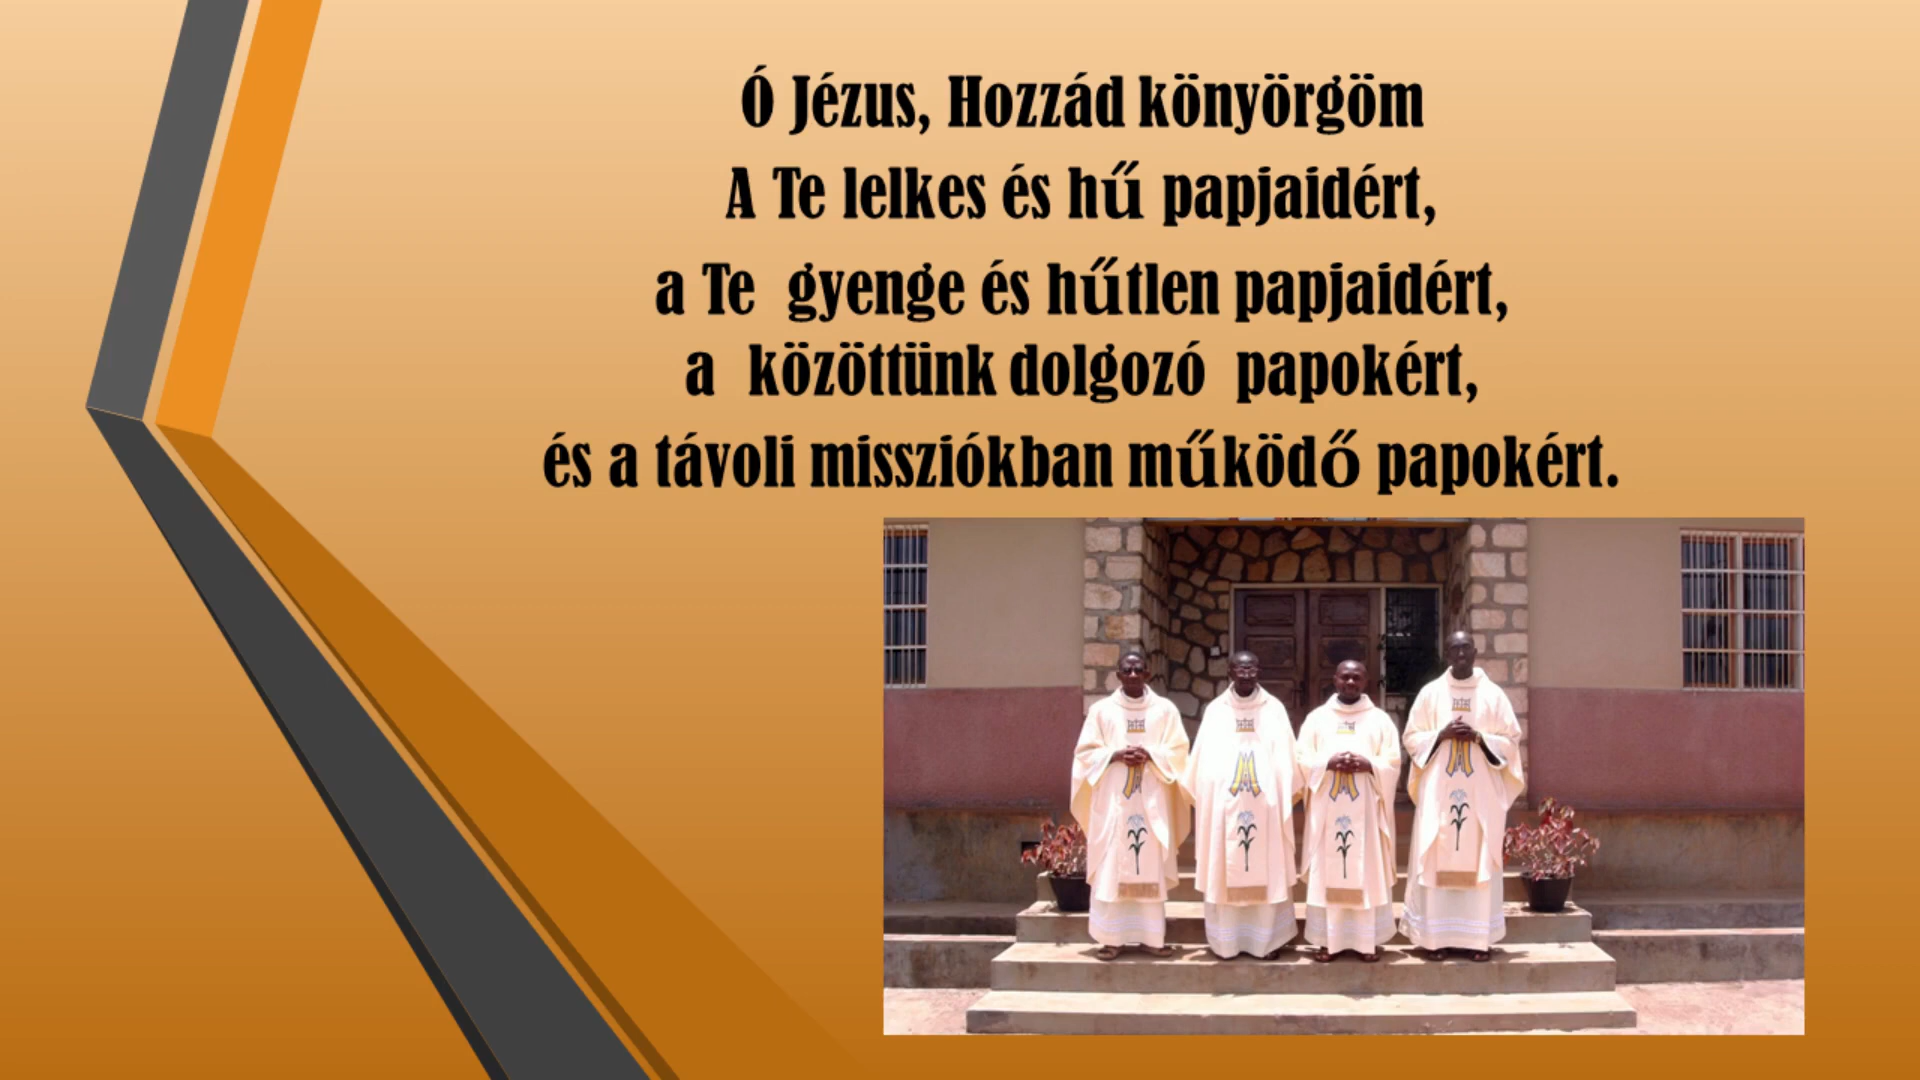 Ó Jézus, Hozzád könyörgöm
A Te lelkes és hű papjaidért,
a Te gyenge és hűtlen papjaidért,
a közöttünk dolgozó papokért,
és a távoli missziókban működő papokért.